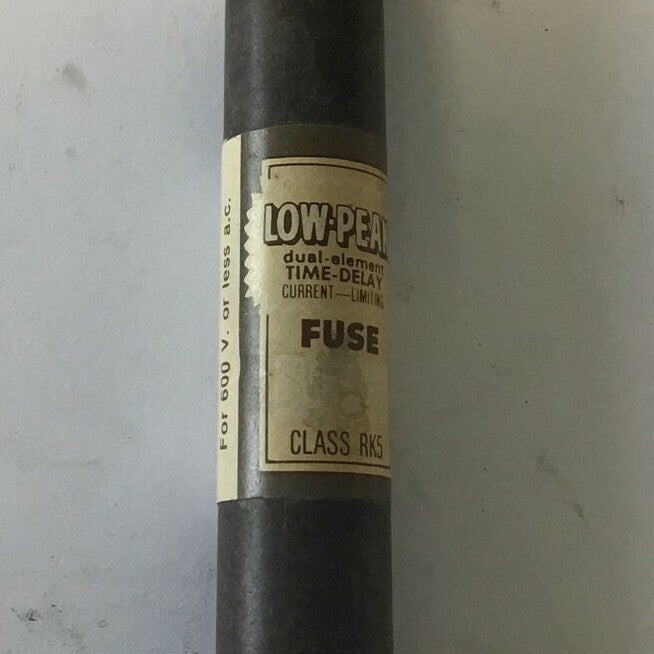 For 600 V. or less a.c.
LOW-PEAK
dual-element
TIME-DELAY
CURRENT—LIMITING
FUSE
CLASS RK5